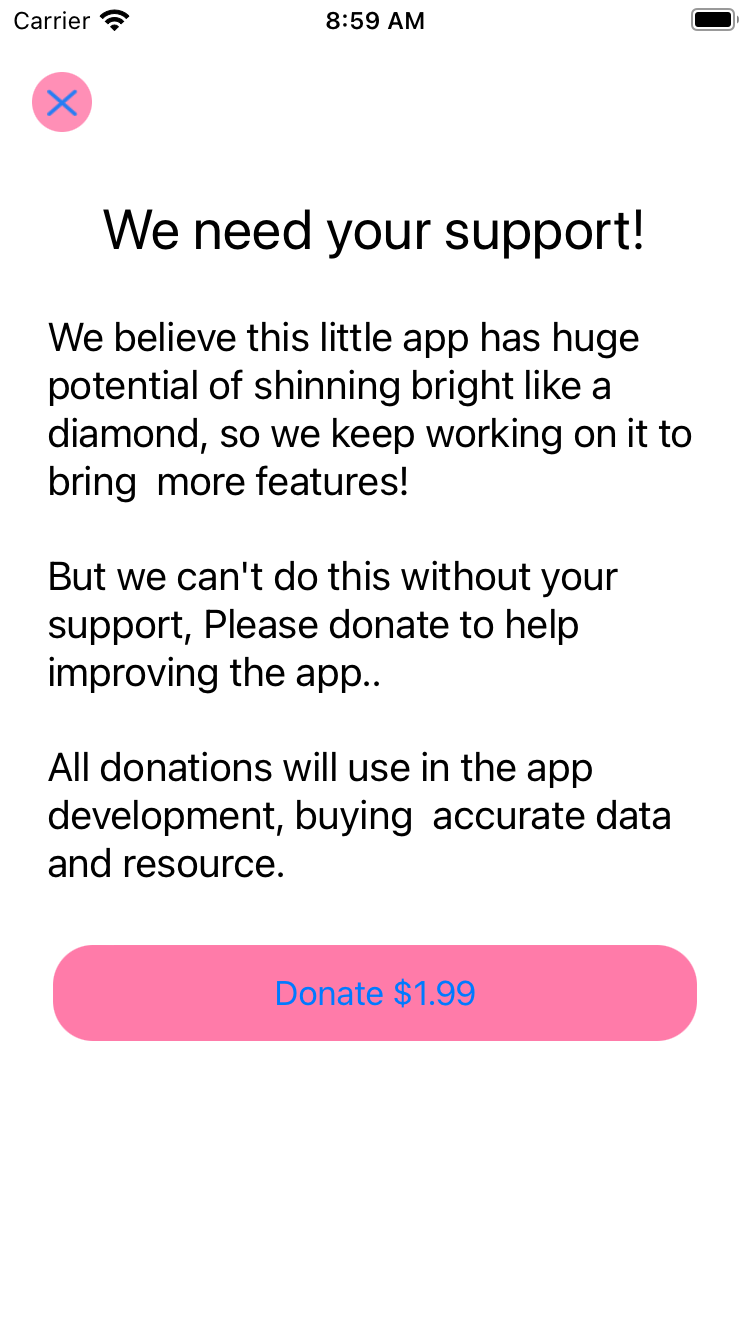 Carrier 8:59 AM
We need your support!
We believe this little app has huge
potential of shinning bright like a
diamond, so we keep working on it to
bring  more features!
But we can't do this without your
support, Please donate to help
improving the app..
All donations will use in the app
development, buying  accurate data
and resource.
Donate $1.99